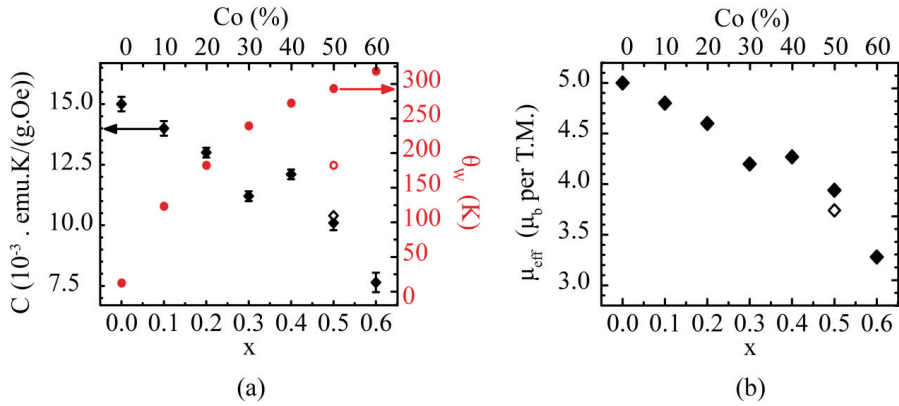 Co (%)
0 10 20 30 40 50 60
15.0
12.5
10.0
7.5
C (10⁻³ . emu.K/(g.Oe)
300
250
200
150
100
50
0
θ_W (K)
0.0 0.1 0.2 0.3 0.4 0.5 0.6
x
(a)
Co (%)
0 10 20 30 40 50 60
5.0
4.5
4.0
3.5
3.0
μ_eff (μ_b per T.M.)
0.0 0.1 0.2 0.3 0.4 0.5 0.6
x
(b)